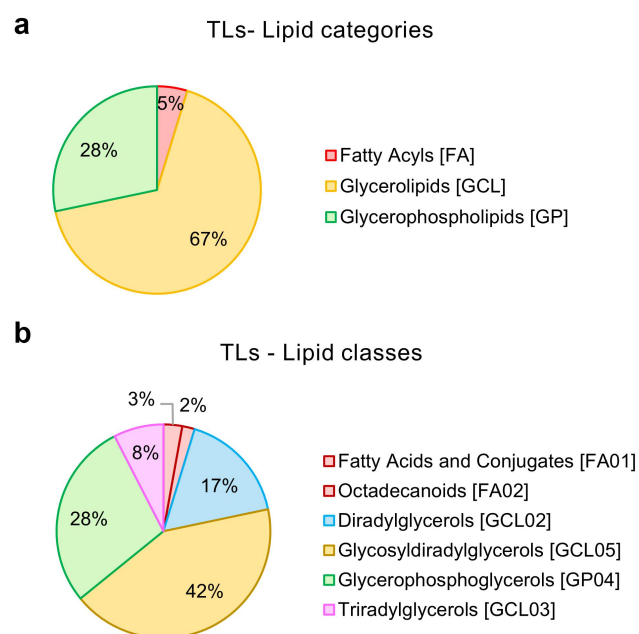 a
TLs- Lipid categories
5%
28%
67%
Fatty Acyls [FA]
Glycerolipids [GCL]
Glycerophospholipids [GP]
b
TLs - Lipid classes
3%
2%
8%
17%
28%
42%
Fatty Acids and Conjugates [FA01]
Octadecanoids [FA02]
Diradylglycerols [GCL02]
Glycosyldiradylglycerols [GCL05]
Glycerophosphoglycerols [GP04]
Triradylglycerols [GCL03]